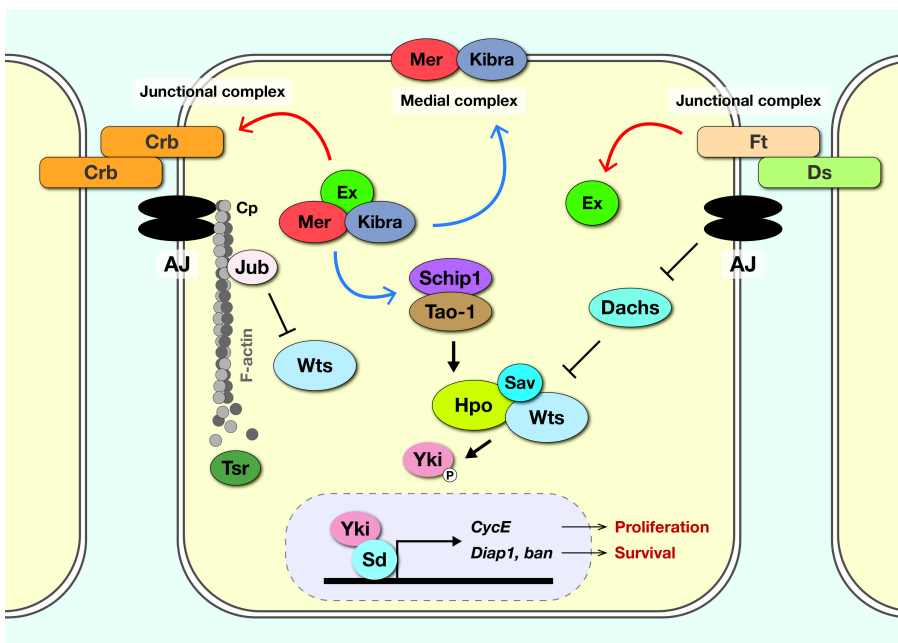 Mer Kibra
Medial complex
Junctional complex
Crb
Crb
Cp
AJ
Jub
F-actin
Wts
Tsr
Ex
Mer Kibra
Schip1
Tao-1
Junctional complex
Ft
Ds
Ex
AJ
Dachs
Sav
Hpo
Wts
Yki
P
Yki
Sd
CycE Proliferation
Diap1, ban Survival